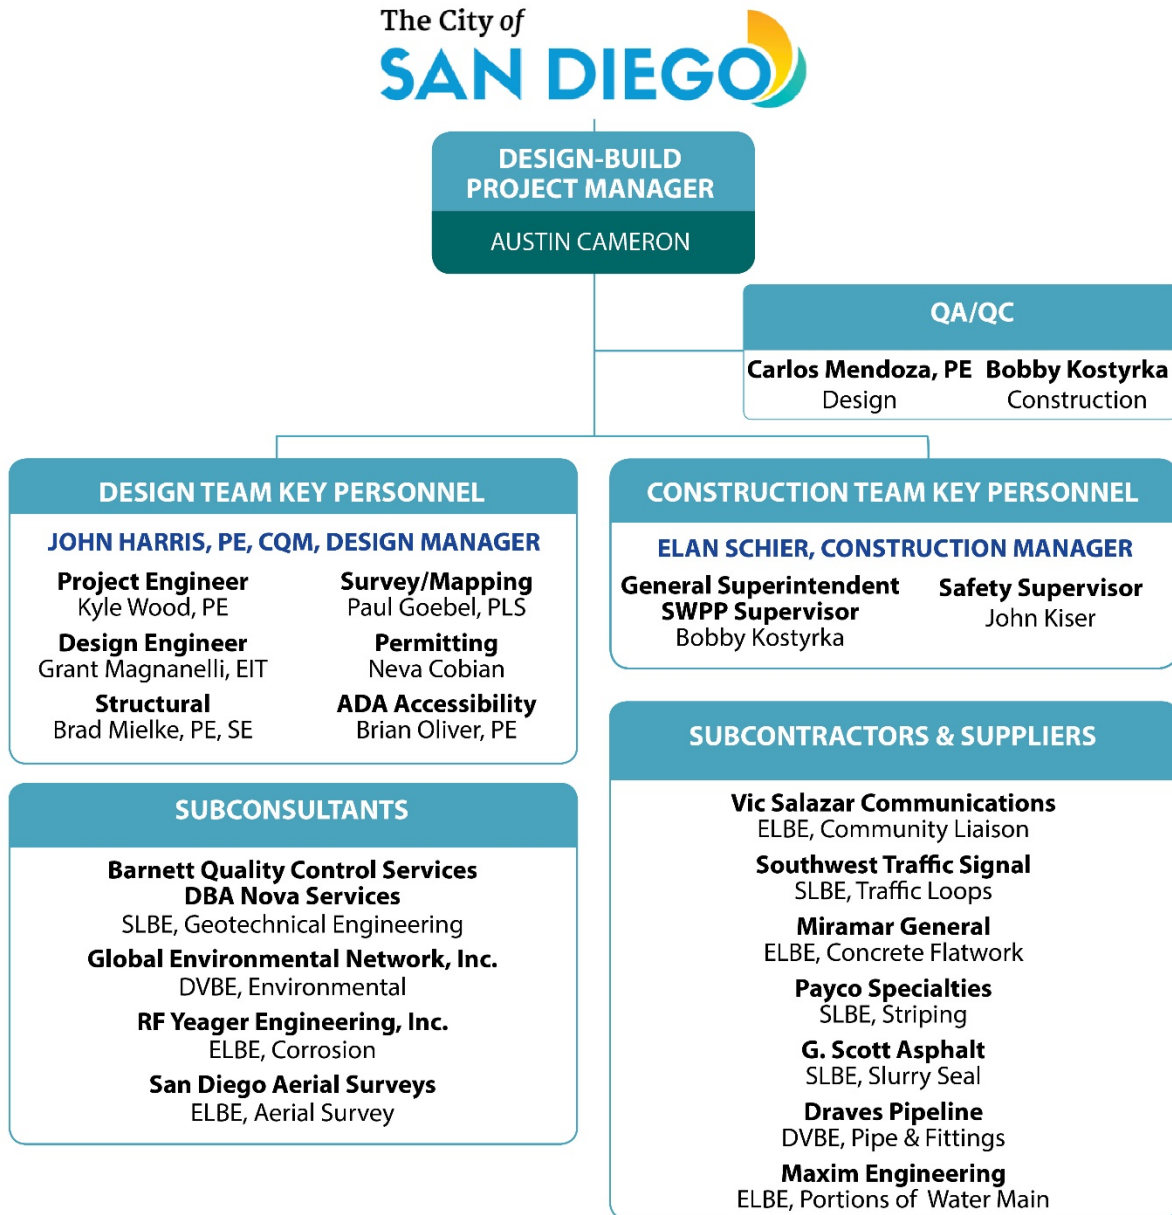 The City of
SAN DIEGO
DESIGN-BUILD
PROJECT MANAGER
AUSTIN CAMERON
QA/QC
Carlos Mendoza, PE
Design
Bobby Kostyrka
Construction
DESIGN TEAM KEY PERSONNEL
JOHN HARRIS, PE, CQM, DESIGN MANAGER
Project Engineer
Kyle Wood, PE
Design Engineer
Grant Magnanelli, EIT
Structural
Brad Mielke, PE, SE
Survey/Mapping
Paul Goebel, PLS
Permitting
Neva Cobian
ADA Accessibility
Brian Oliver, PE
CONSTRUCTION TEAM KEY PERSONNEL
ELAN SCHIER, CONSTRUCTION MANAGER
General Superintendent
SWPP Supervisor
Bobby Kostyrka
Safety Supervisor
John Kiser
SUBCONSULTANTS
Barnett Quality Control Services
DBA Nova Services
SLBE, Geotechnical Engineering
Global Environmental Network, Inc.
DVBE, Environmental
RF Yeager Engineering, Inc.
ELBE, Corrosion
San Diego Aerial Surveys
ELBE, Aerial Survey
SUBCONTRACTORS & SUPPLIERS
Vic Salazar Communications
ELBE, Community Liaison
Southwest Traffic Signal
SLBE, Traffic Loops
Miramar General
ELBE, Concrete Flatwork
Payco Specialties
SLBE, Striping
G. Scott Asphalt
SLBE, Slurry Seal
Draves Pipeline
DVBE, Pipe & Fittings
Maxim Engineering
ELBE, Portions of Water Main